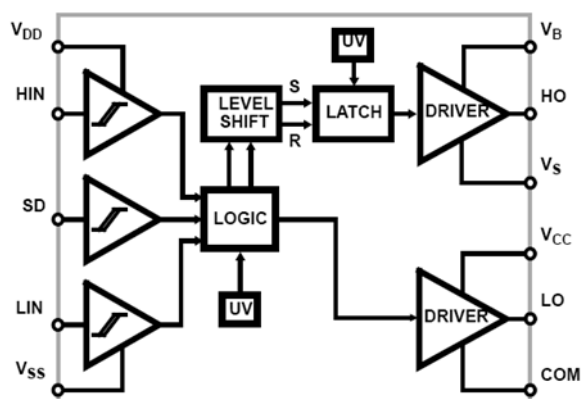 VDD
HIN
SD
LIN
VSS
UV
LEVEL
SHIFT
S
R
LATCH
DRIVER
LOGIC
UV
DRIVER
VB
HO
VS
VCC
LO
COM